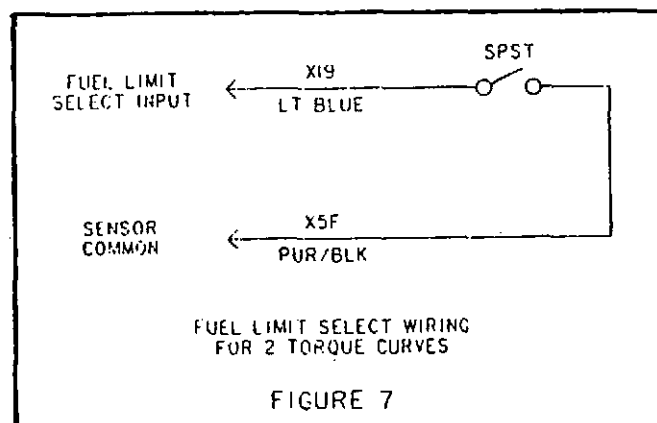 SPST
FUEL LIMIT
SELECT INPUT
X19
LT BLUE
SENSOR
COMMON
X5F
PUR/BLK
FUEL LIMIT SELECT WIRING
FOR 2 TORQUE CURVES
FIGURE 7